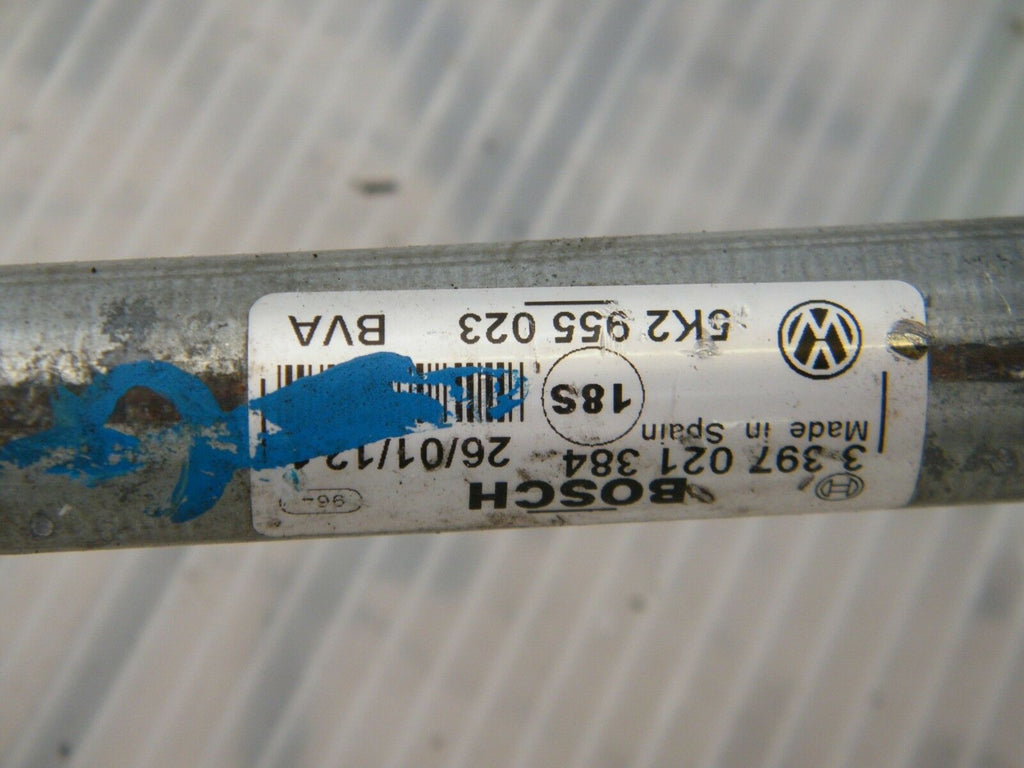 BOSCH
3 397 021 384 26/01/12
Made in Spain
18S
5K2 955 023 BVA